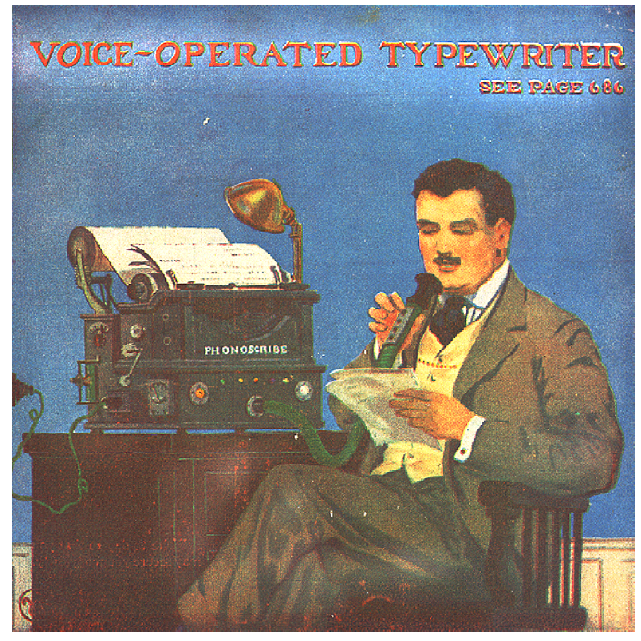 VOICE-OPERATED TYPEWRITER
SEE PAGE 686
PHONOSCRIBE